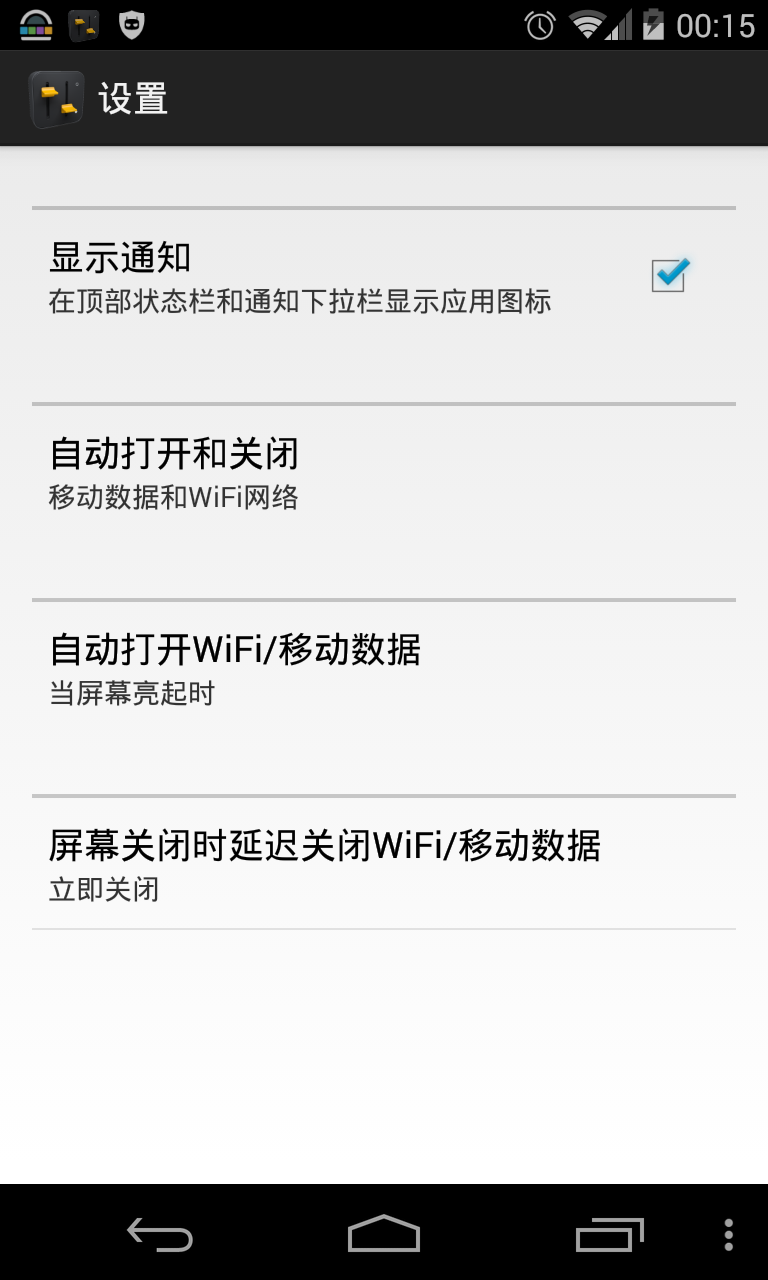 00:15
设置
显示通知
在顶部状态栏和通知下拉栏显示应用图标
自动打开和关闭
移动数据和WiFi网络
自动打开WiFi/移动数据
当屏幕亮起时
屏幕关闭时延迟关闭WiFi/移动数据
立即关闭